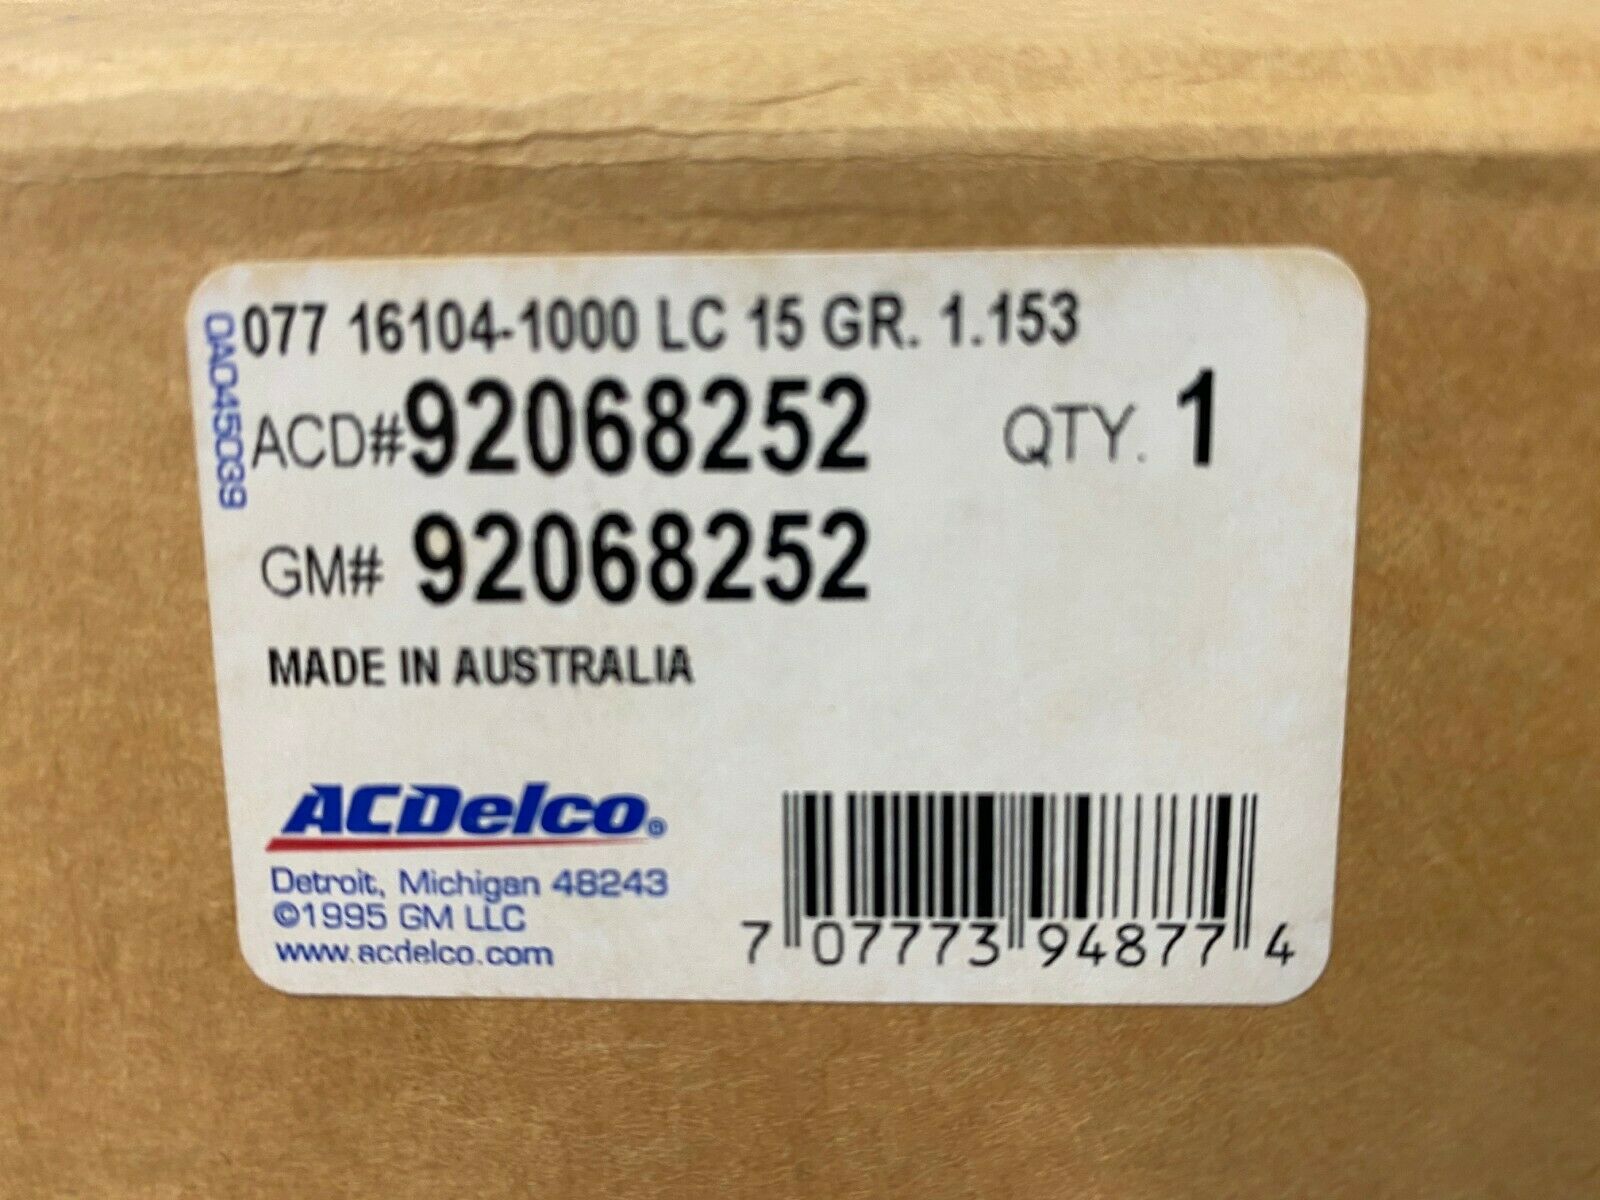 077 16104-1000 LC 15 GR. 1.153
0A045039
ACD# 92068252 QTY. 1
GM# 92068252
MADE IN AUSTRALIA
ACDelco®
Detroit, Michigan 48243
©1995 GM LLC
www.acdelco.com
7 07773 94877 4